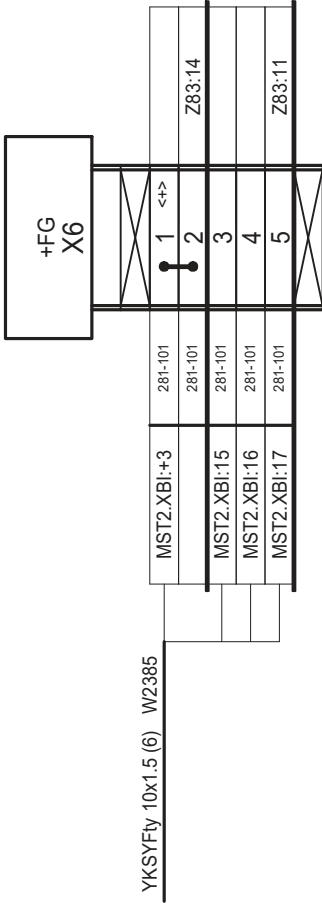 +FG
X6
<+>
Z83:14
Z83:11
1
2
3
4
5
281-101
281-101
281-101
281-101
281-101
MST2.XBI:+3
MST2.XBI:15
MST2.XBI:16
MST2.XBI:17
YKSYFty 10x1.5 (6) W2385